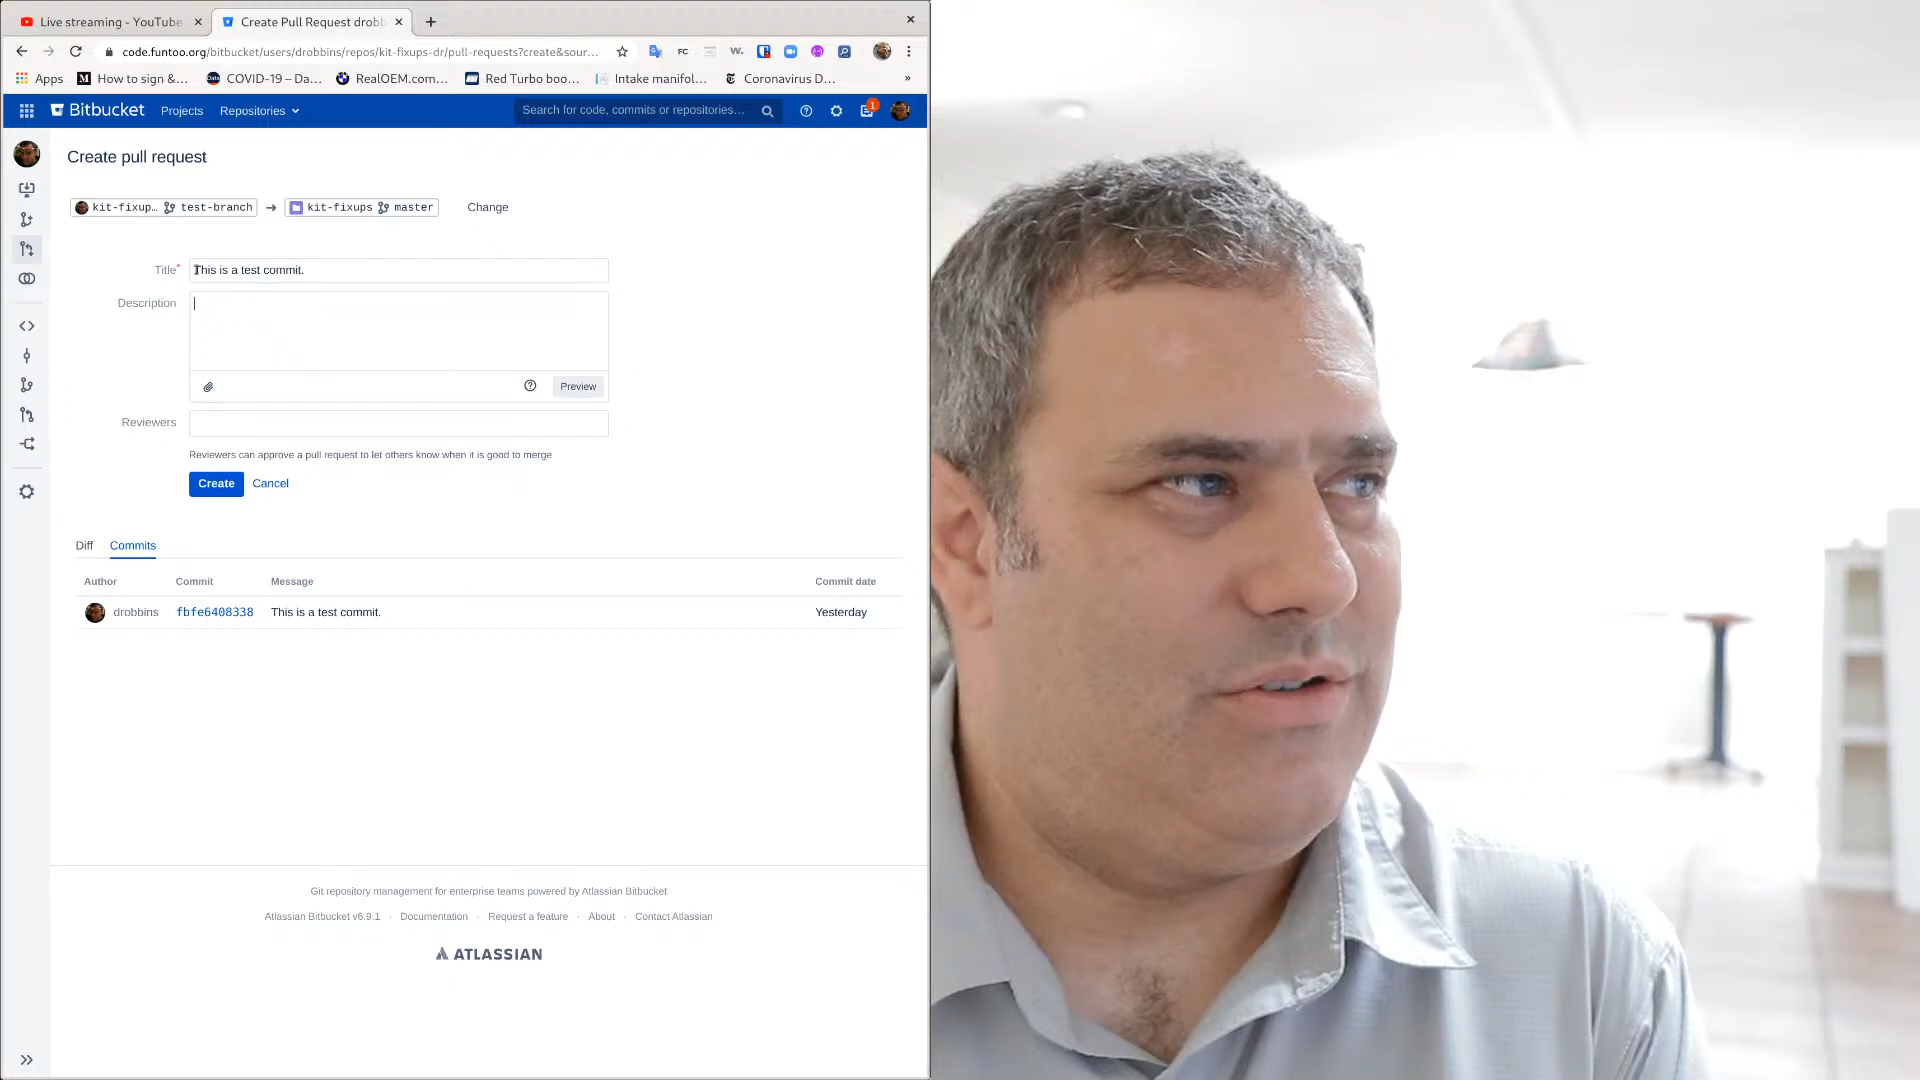 Live streaming - YouTube
Create Pull Request drobb
code.funtoo.org/bitbucket/users/drobbins/repos/kit-fixups-dr/pull-requests?create&sour...
FC
W.
Apps
How to sign &...
COVID-19 – Da...
RealOEM.com...
Red Turbo boo...
Intake manifol...
Coronavirus D...
»
Bitbucket
Projects
Repositories
Search for code, commits or repositories...
1
Create pull request
kit-fixup… test-branch → kit-fixups master
Change
Title*
This is a test commit.
Description
Preview
Reviewers
Reviewers can approve a pull request to let others know when it is good to merge
Create
Cancel
Diff
Commits
Author
Commit
Message
Commit date
drobbins
fbfe6408338
This is a test commit.
Yesterday
Git repository management for enterprise teams powered by Atlassian Bitbucket
Atlassian Bitbucket v6.9.1 · Documentation · Request a feature · About · Contact Atlassian
ATLASSIAN